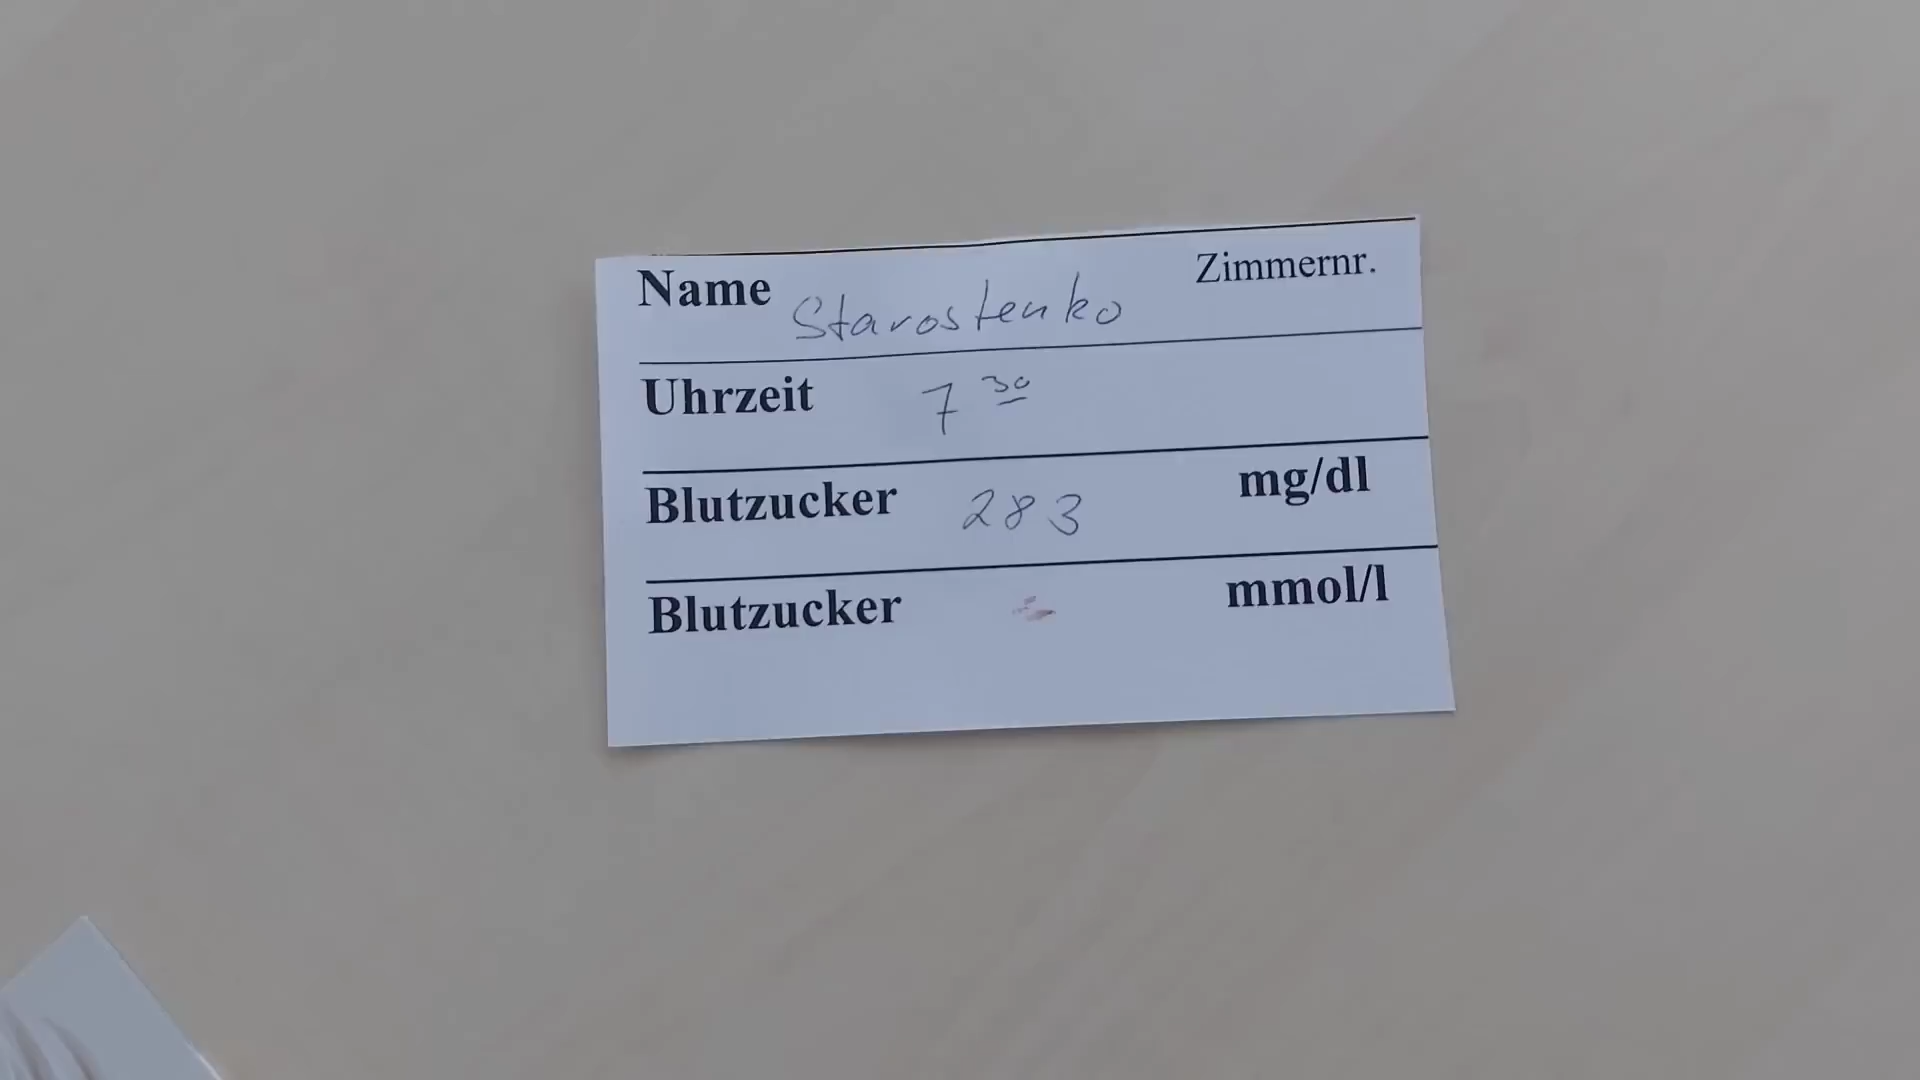 Name Starostenko Zimmernr.
Uhrzeit 7 30
Blutzucker 283 mg/dl
Blutzucker mmol/l